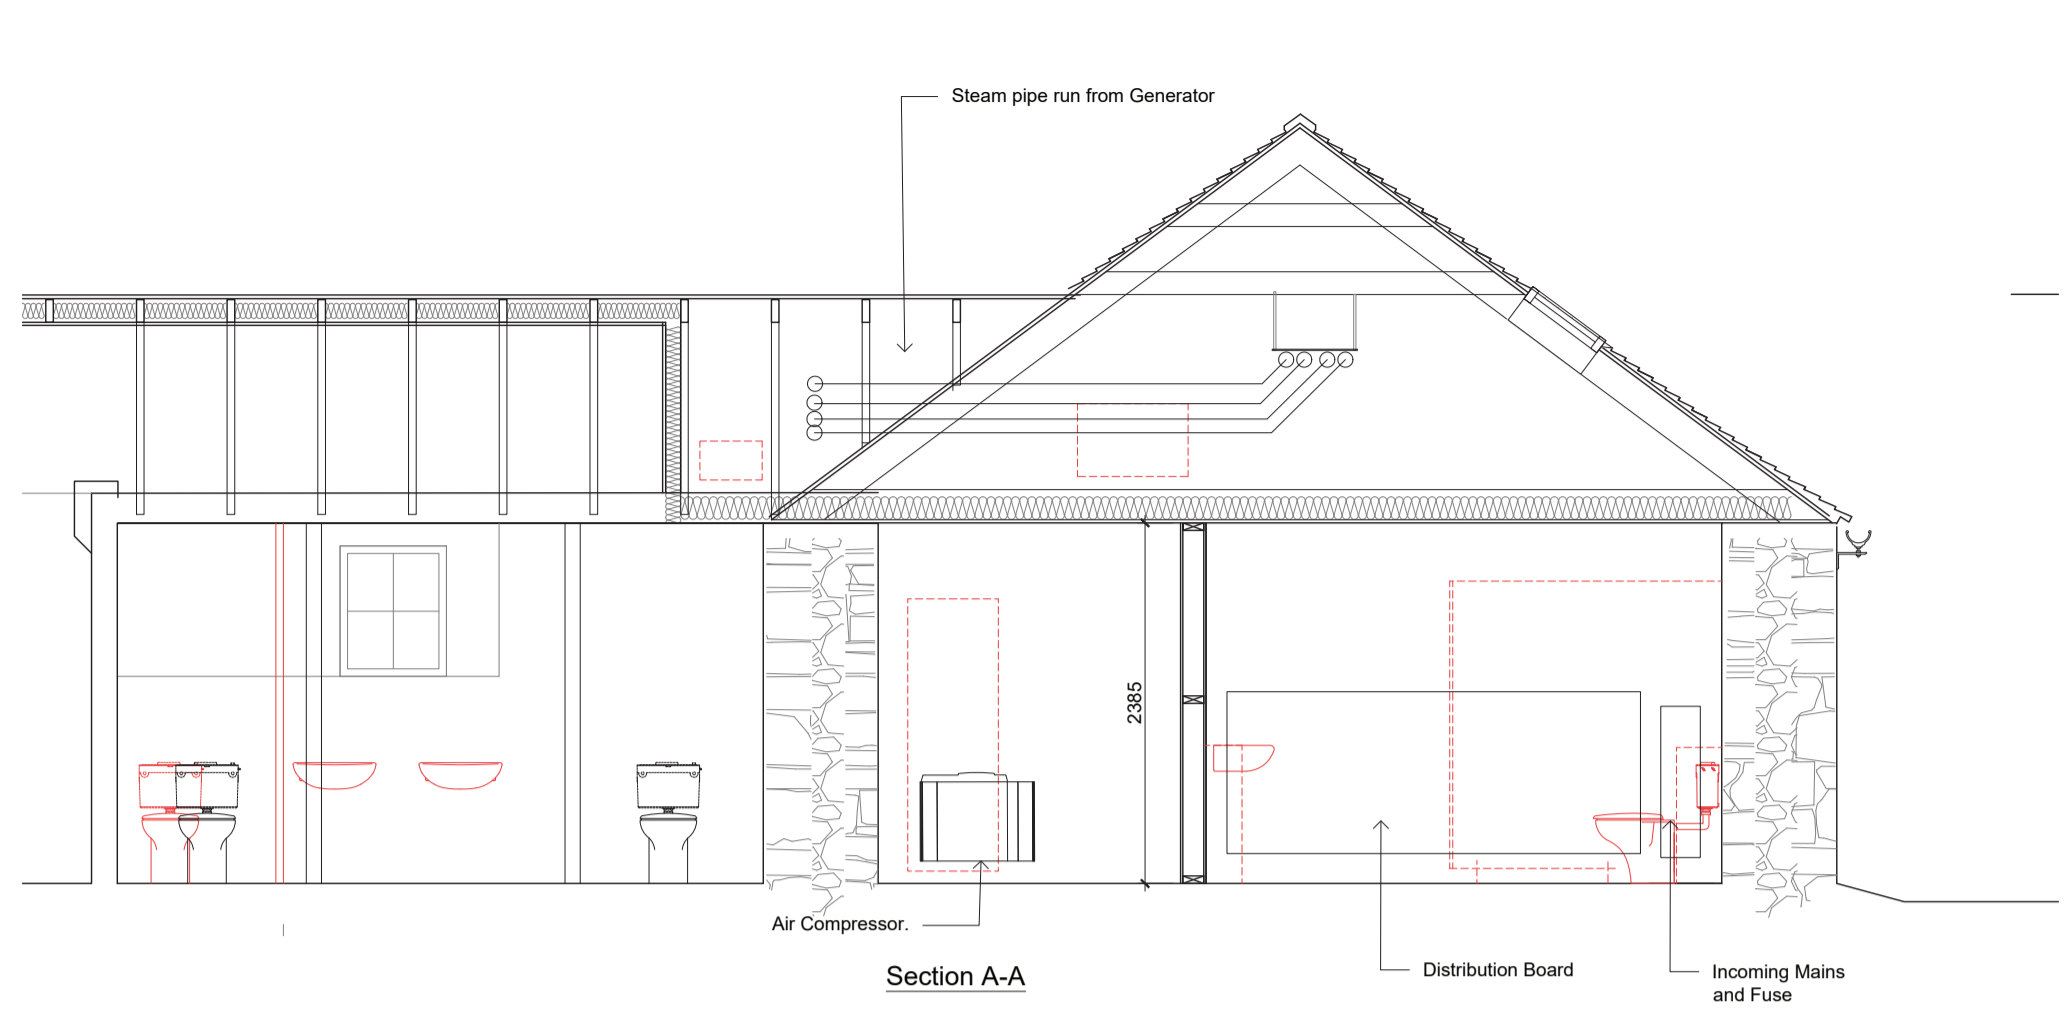 Steam pipe run from Generator
2385
Air Compressor.
Section A-A
Distribution Board
Incoming Mains
and Fuse